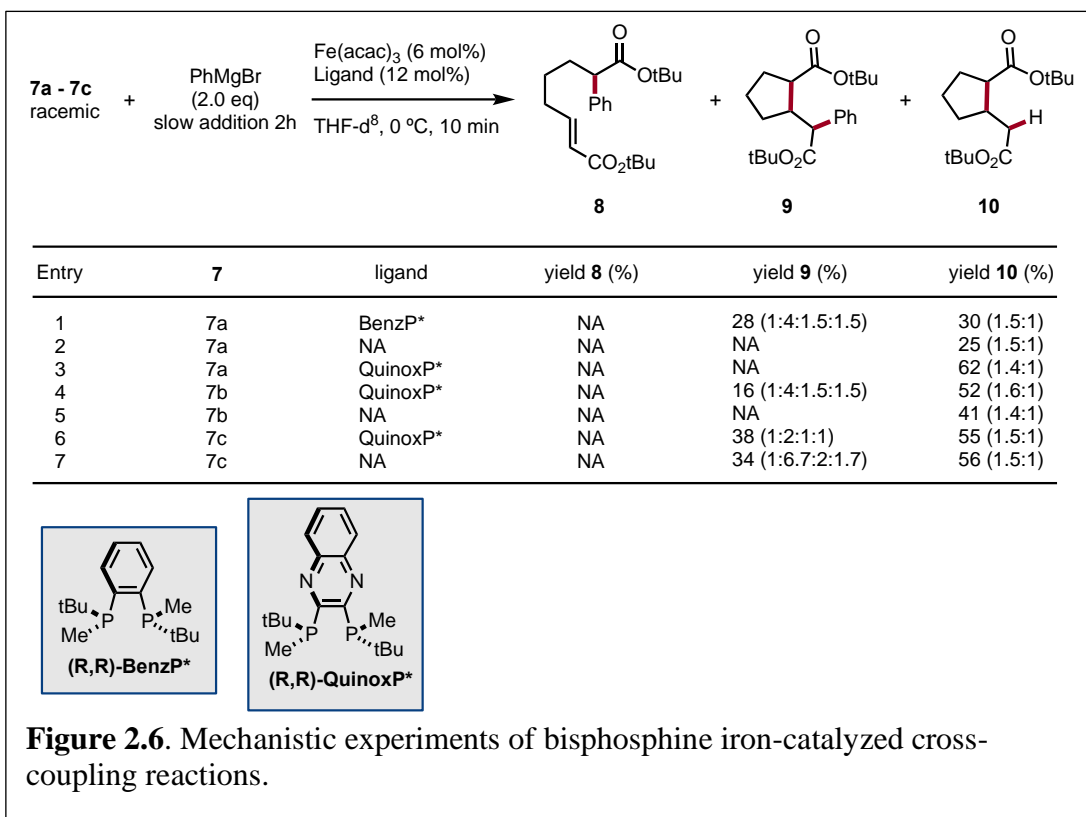 7a - 7c
racemic
+
PhMgBr
(2.0 eq)
slow addition 2h
Fe(acac)3 (6 mol%)
Ligand (12 mol%)
THF-d8, 0 ºC, 10 min
O
OtBu
Ph
CO2tBu
8
+
O
OtBu
Ph
tBuO2C
9
+
O
OtBu
H
tBuO2C
10
Entry 7 ligand yield 8 (%) yield 9 (%) yield 10 (%)
1 7a BenzP* NA 28 (1:4:1.5:1.5) 30 (1.5:1)
2 7a NA NA NA 25 (1.5:1)
3 7a QuinoxP* NA NA 62 (1.4:1)
4 7b QuinoxP* NA 16 (1:4:1.5:1.5) 52 (1.6:1)
5 7b NA NA NA 41 (1.4:1)
6 7c QuinoxP* NA 38 (1:2:1:1) 55 (1.5:1)
7 7c NA NA 34 (1:6.7:2:1.7) 56 (1.5:1)
tBu Me
P P
Me tBu
(R,R)-BenzP*
N N
tBu Me
P P
Me tBu
(R,R)-QuinoxP*
Figure 2.6. Mechanistic experiments of bisphosphine iron-catalyzed cross-
coupling reactions.